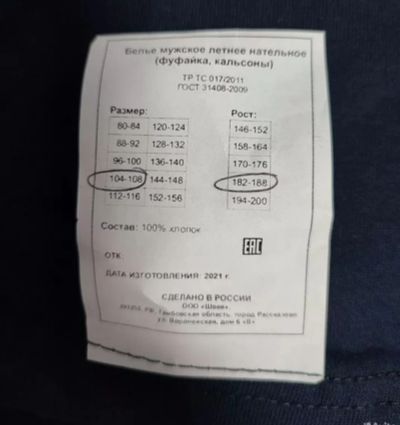 Белье мужское летнее нательное
(фуфайка, кальсоны)
ТР ТС 017/2011
ГОСТ 31408-2009
Размер: Рост:
80-84 120-124 146-152
88-92 128-132 158-164
96-100 136-140 170-176
104-108 144-148 182-188
112-116 152-156 194-200
Состав: 100% хлопок
EAC
ОТК:
ДАТА ИЗГОТОВЛЕНИЯ: 2021 г.
СДЕЛАНО В РОССИИ
ООО «Швея»
РФ, Тамбовская область, город Рассказово
ул. Воронежская, дом 6 «В»